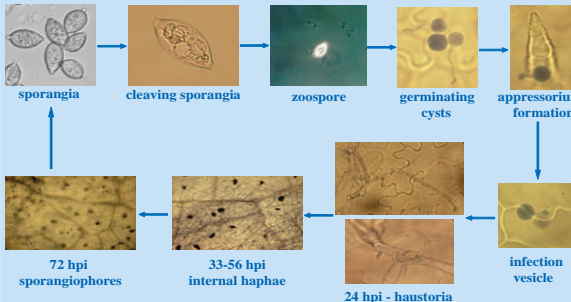 sporangia
cleaving sporangia
zoospore
germinating
cysts
appressorium
formation
infection
vesicle
24 hpi - haustoria
33-56 hpi
internal haphae
72 hpi
sporangiophores